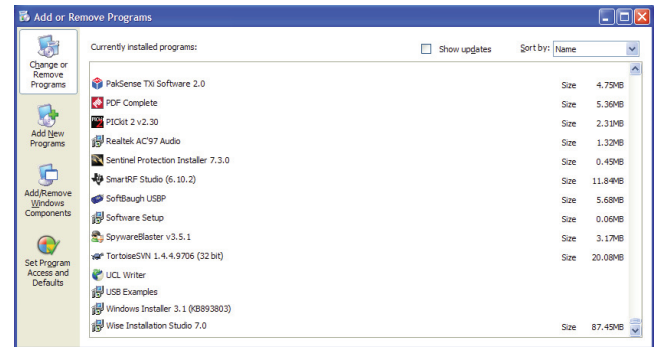 Add or Remove Programs
Change or
Remove
Programs
Add New
Programs
Add/Remove
Windows
Components
Set Program
Access and
Defaults
Currently installed programs: Show updates Sort by: Name
PakSense TXi Software 2.0 Size 4.75MB
PDF Complete Size 5.36MB
PICkit 2 v2.30 Size 2.31MB
Realtek AC'97 Audio Size 1.32MB
Sentinel Protection Installer 7.3.0 Size 0.45MB
SmartRF Studio (6.10.2) Size 11.84MB
SoftBaugh USBP Size 5.68MB
Software Setup Size 0.06MB
SpywareBlaster v3.5.1 Size 3.17MB
TortoiseSVN 1.4.4.9706 (32 bit) Size 20.08MB
UCL Writer
USB Examples
Windows Installer 3.1 (KB893803)
Wise Installation Studio 7.0 Size 87.45MB